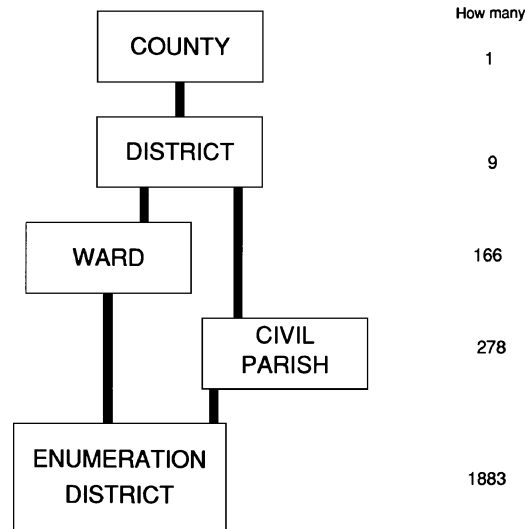 How many
COUNTY
1
DISTRICT
9
WARD
166
CIVIL
PARISH
278
ENUMERATION
DISTRICT
1883